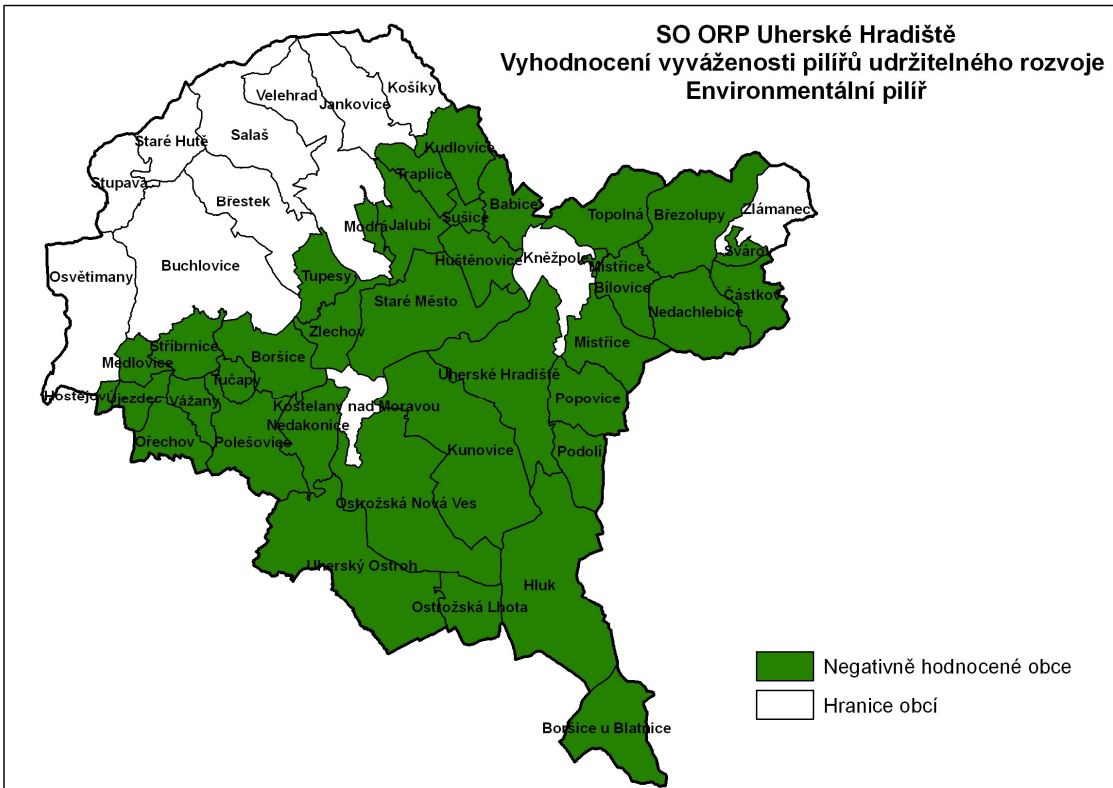 SO ORP Uherské Hradiště
Vyhodnocení vyváženosti pilířů udržitelného rozvoje
Environmentální pilíř
Košíky
Velehrad
Jankovice
Staré Hutě
Salaš
Kudlovice
Traplice
Stupava
Břestek
Babice
Zlámanec
Topolná
Březolupy
Sušice
Modrá
Jalubí
Svárov
Kněžpole
Huštěnovice
Buchlovice
Mistřice
Osvětimany
Tupesy
Bílovice
Částkov
Staré Město
Nedachlebice
Zlechov
Mistřice
Stříbrnice
Boršice
Medlovice
Uherské Hradiště
Tučapy
Hostějov
Újezdec
Vážany
Popovice
Kostelany nad Moravou
Nedakonice
Ořechov
Polešovice
Kunovice
Podolí
Ostrožská Nová Ves
Uherský Ostroh
Hluk
Ostrožská Lhota
Negativně hodnocené obce
Hranice obcí
Boršice u Blatnice